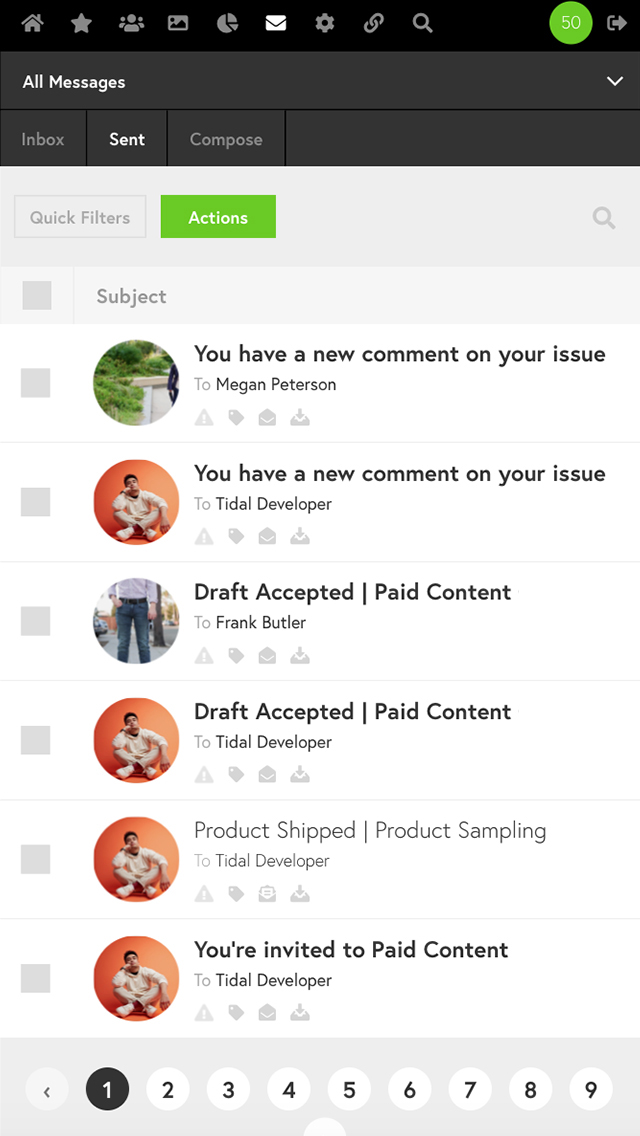 50
All Messages
Inbox Sent Compose
Quick Filters Actions
Subject
You have a new comment on your issue
To Megan Peterson
You have a new comment on your issue
To Tidal Developer
Draft Accepted | Paid Content
To Frank Butler
Draft Accepted | Paid Content
To Tidal Developer
Product Shipped | Product Sampling
To Tidal Developer
You're invited to Paid Content
To Tidal Developer
‹ 1 2 3 4 5 6 7 8 9